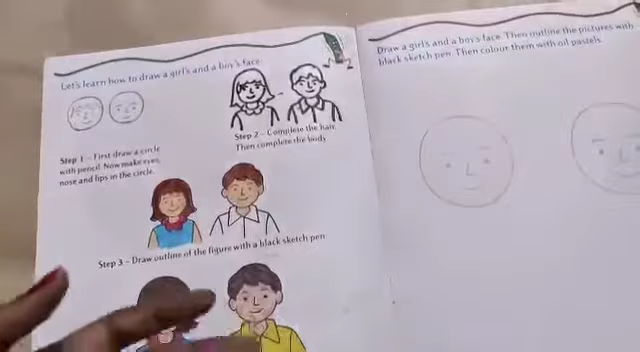 Let's learn how to draw a girl's and a boy's face.
Step 1 – First draw a circle
with pencil. Now make eyes,
nose and lips in the circle.
Step 2 – Complete the hair.
Then complete the body.
Step 3 – Draw outline of the figure with a black sketch pen
Draw a girl's and a boy's face. Then outline the pictures with
black sketch pen. Then colour them with oil pastels.